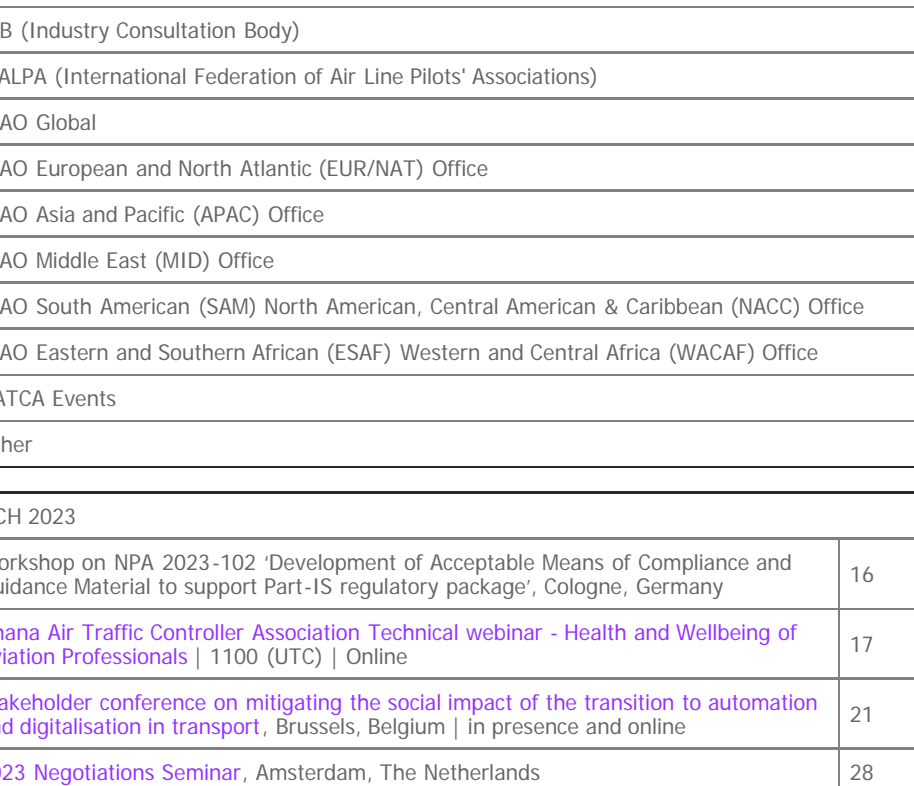 B (Industry Consultation Body)
ALPA (International Federation of Air Line Pilots' Associations)
AO Global
AO European and North Atlantic (EUR/NAT) Office
AO Asia and Pacific (APAC) Office
AO Middle East (MID) Office
AO South American (SAM) North American, Central American & Caribbean (NACC) Office
AO Eastern and Southern African (ESAF) Western and Central Africa (WACAF) Office
ATCA Events
her
CH 2023
orkshop on NPA 2023-102 ‘Development of Acceptable Means of Compliance and
uidance Material to support Part-IS regulatory package’, Cologne, Germany
16
hana Air Traffic Controller Association Technical webinar - Health and Wellbeing of
viation Professionals | 1100 (UTC) | Online
17
akeholder conference on mitigating the social impact of the transition to automation
nd digitalisation in transport, Brussels, Belgium | in presence and online
21
023 Negotiations Seminar, Amsterdam, The Netherlands
28